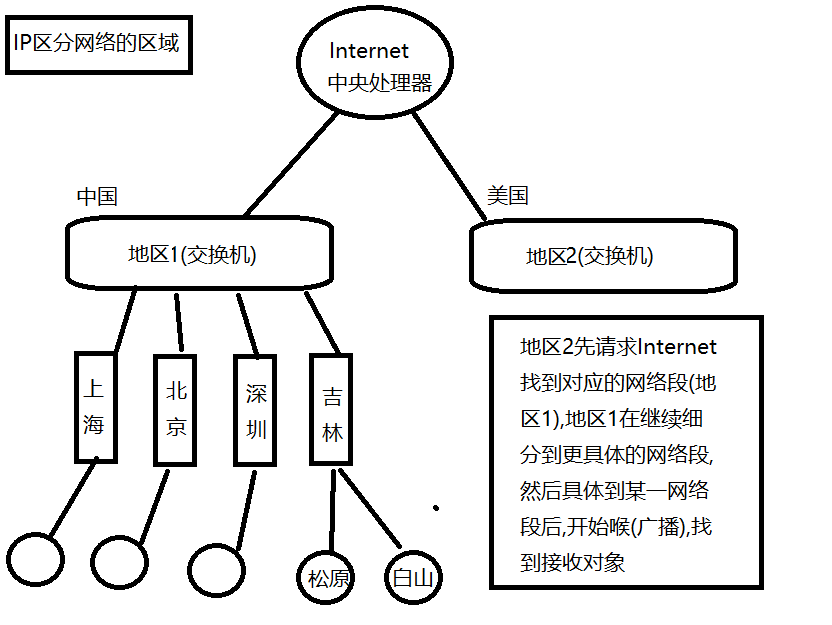 IP区分网络的区域
Internet
中央处理器
中国
美国
地区1(交换机)
地区2(交换机)
上海
北京
深圳
吉林
地区2先请求Internet
找到对应的网络段(地
区1),地区1在继续细
分到更具体的网络段,
然后具体到某一网络
段后,开始喉(广播),找
到接收对象
松原
白山